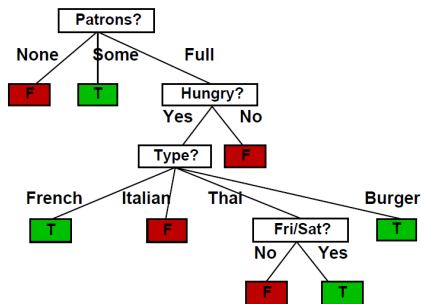 Patrons?
None Some Full
F T Hungry?
Yes No
Type? F
French Italian Thai Burger
T F Fri/Sat? T
No Yes
F T